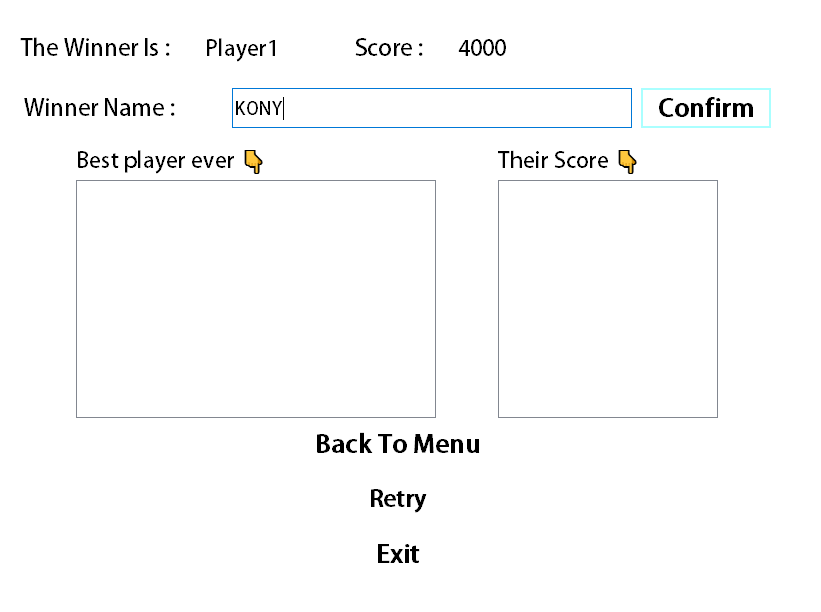 The Winner Is : Player1 Score : 4000
Winner Name : KONY Confirm
Best player ever 👇 Their Score 👇
Back To Menu
Retry
Exit